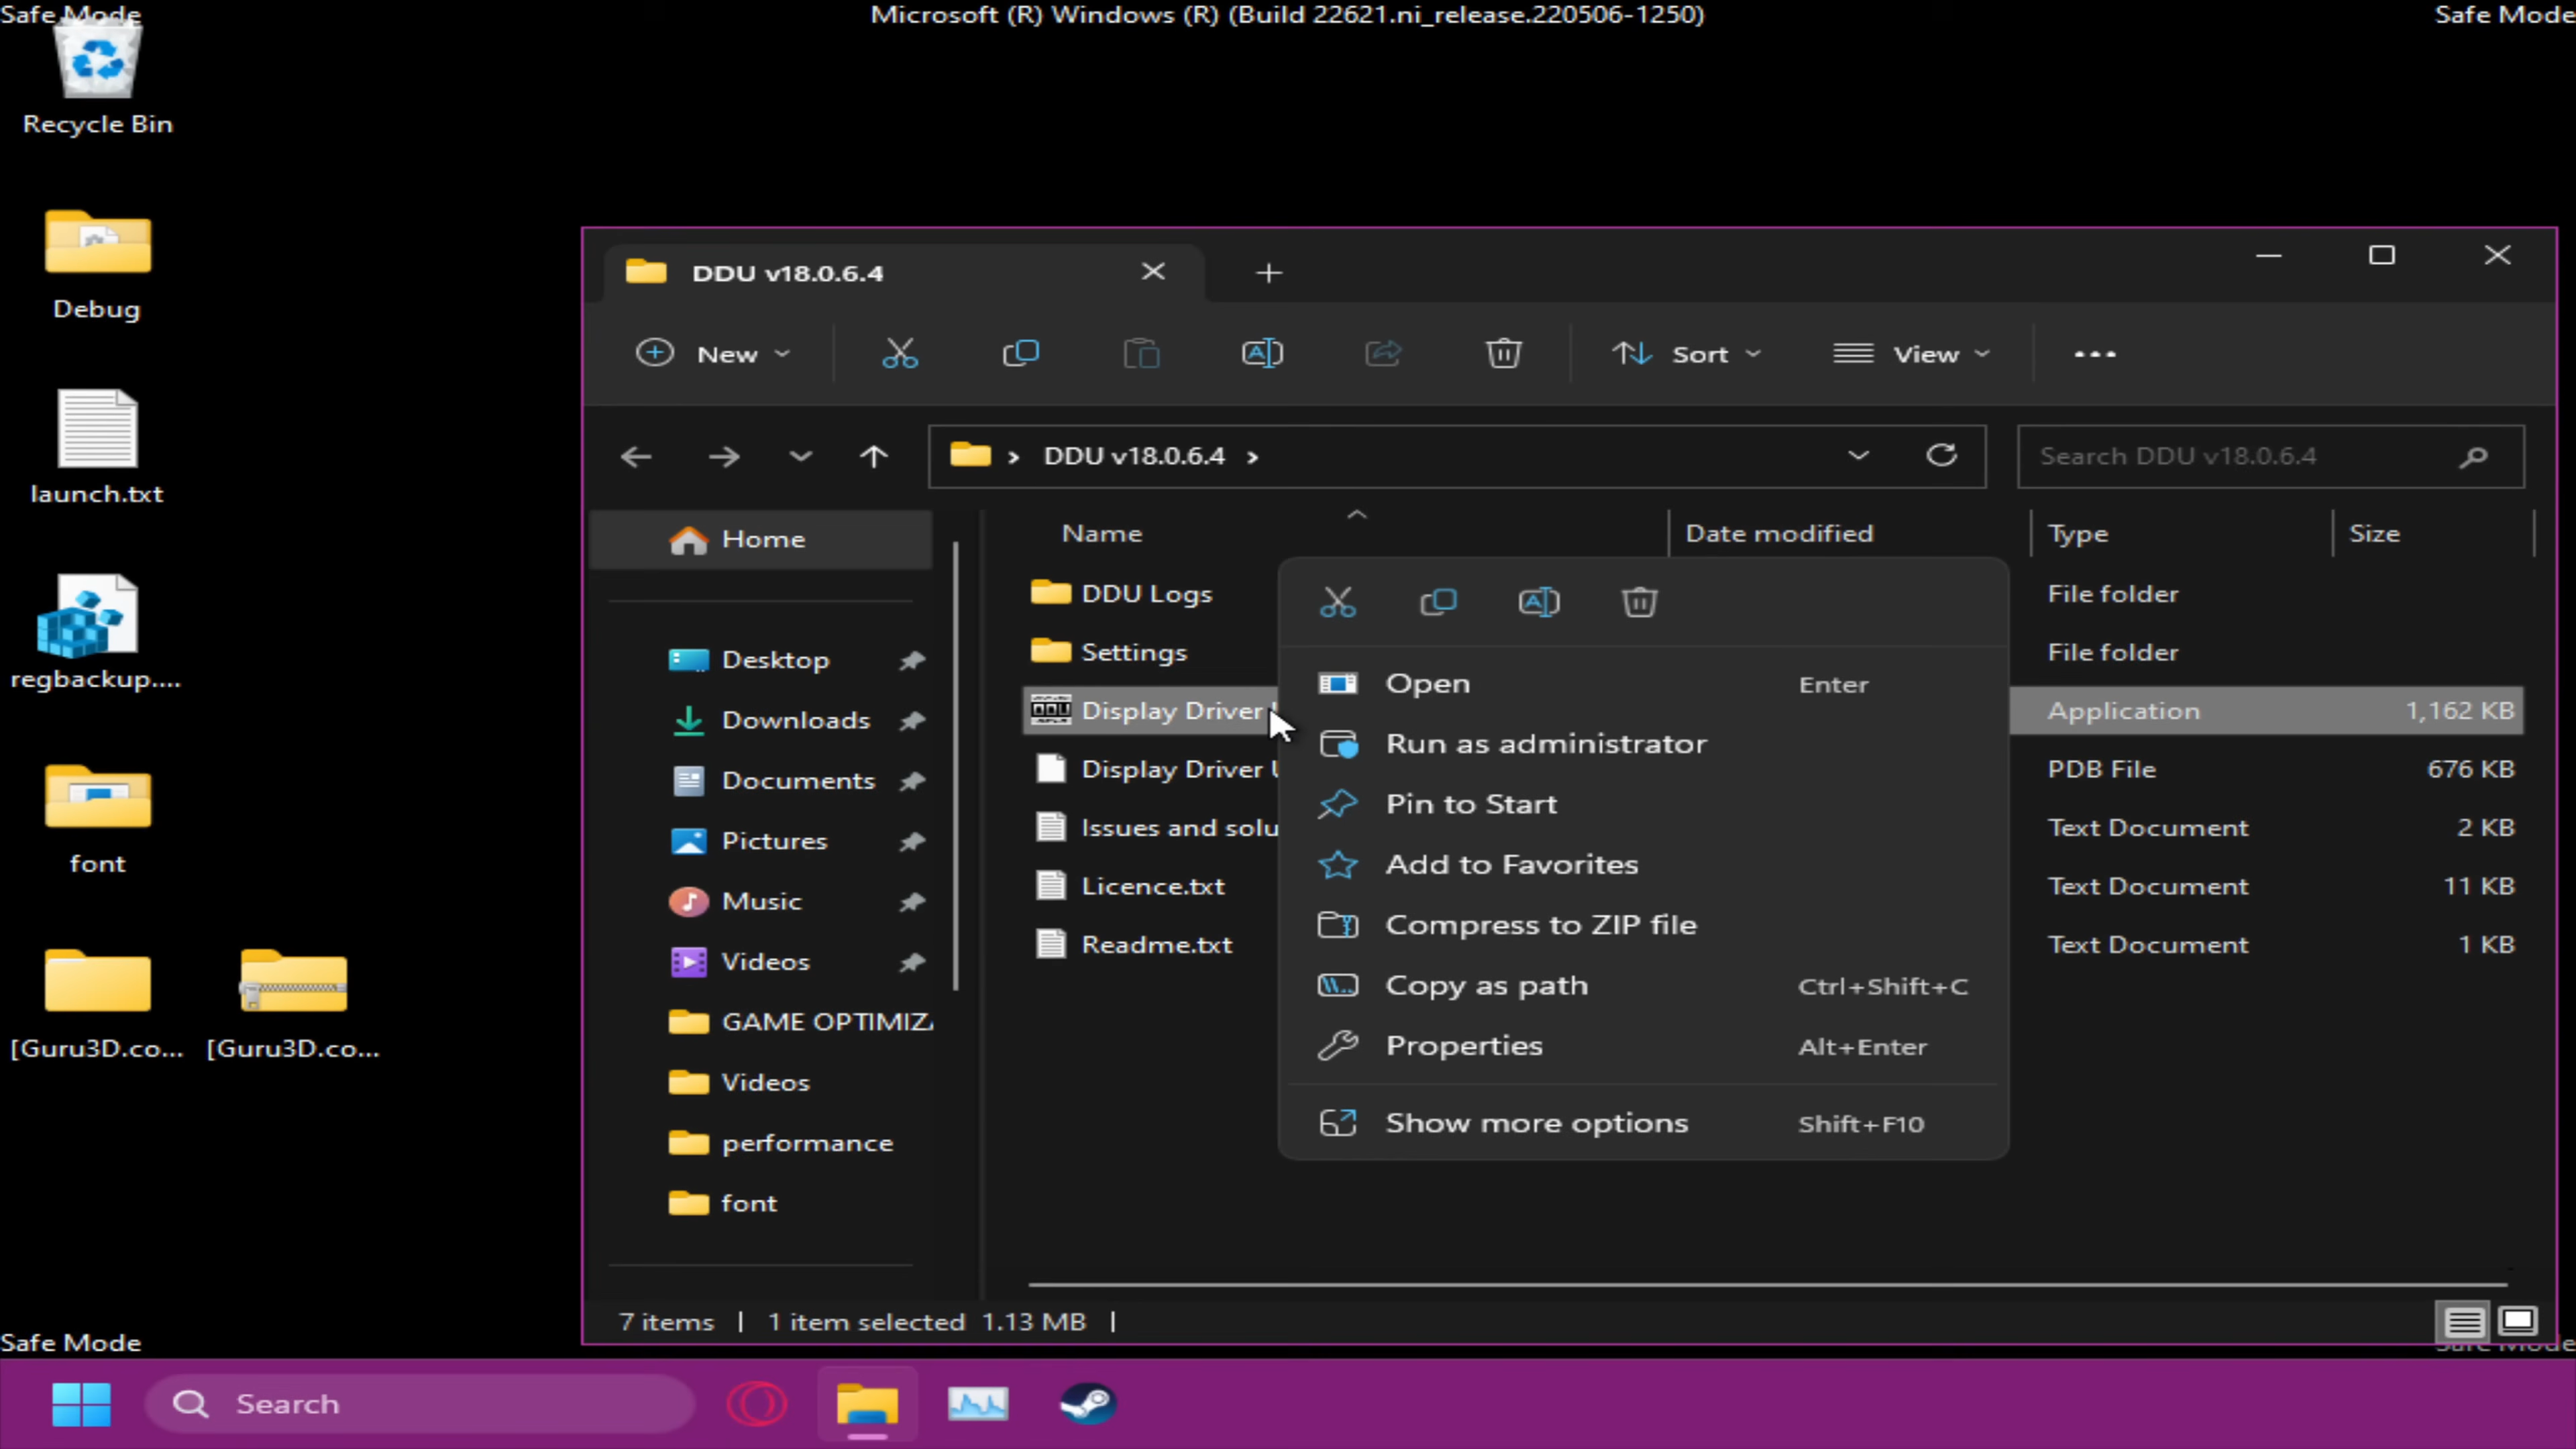 Safe Mode
Microsoft (R) Windows (R) (Build 22621.ni_release.220506-1250)
Safe Mode
Recycle Bin
Debug
launch.txt
regbackup....
font
[Guru3D.co...
[Guru3D.co...
DDU v18.0.6.4
New
Sort
View
DDU v18.0.6.4
Search DDU v18.0.6.4
Home
Desktop
Downloads
Documents
Pictures
Music
Videos
GAME OPTIMIZ
Videos
performance
font
Name
Date modified
Type
Size
DDU Logs
File folder
Settings
File folder
Display Driver
Application
1,162 KB
Display Driver
PDB File
676 KB
Issues and solu
Text Document
2 KB
Licence.txt
Text Document
11 KB
Readme.txt
Text Document
1 KB
Open
Enter
Run as administrator
Pin to Start
Add to Favorites
Compress to ZIP file
Copy as path
Ctrl+Shift+C
Properties
Alt+Enter
Show more options
Shift+F10
7 items
1 item selected 1.13 MB
Safe Mode
Safe Mode
Search